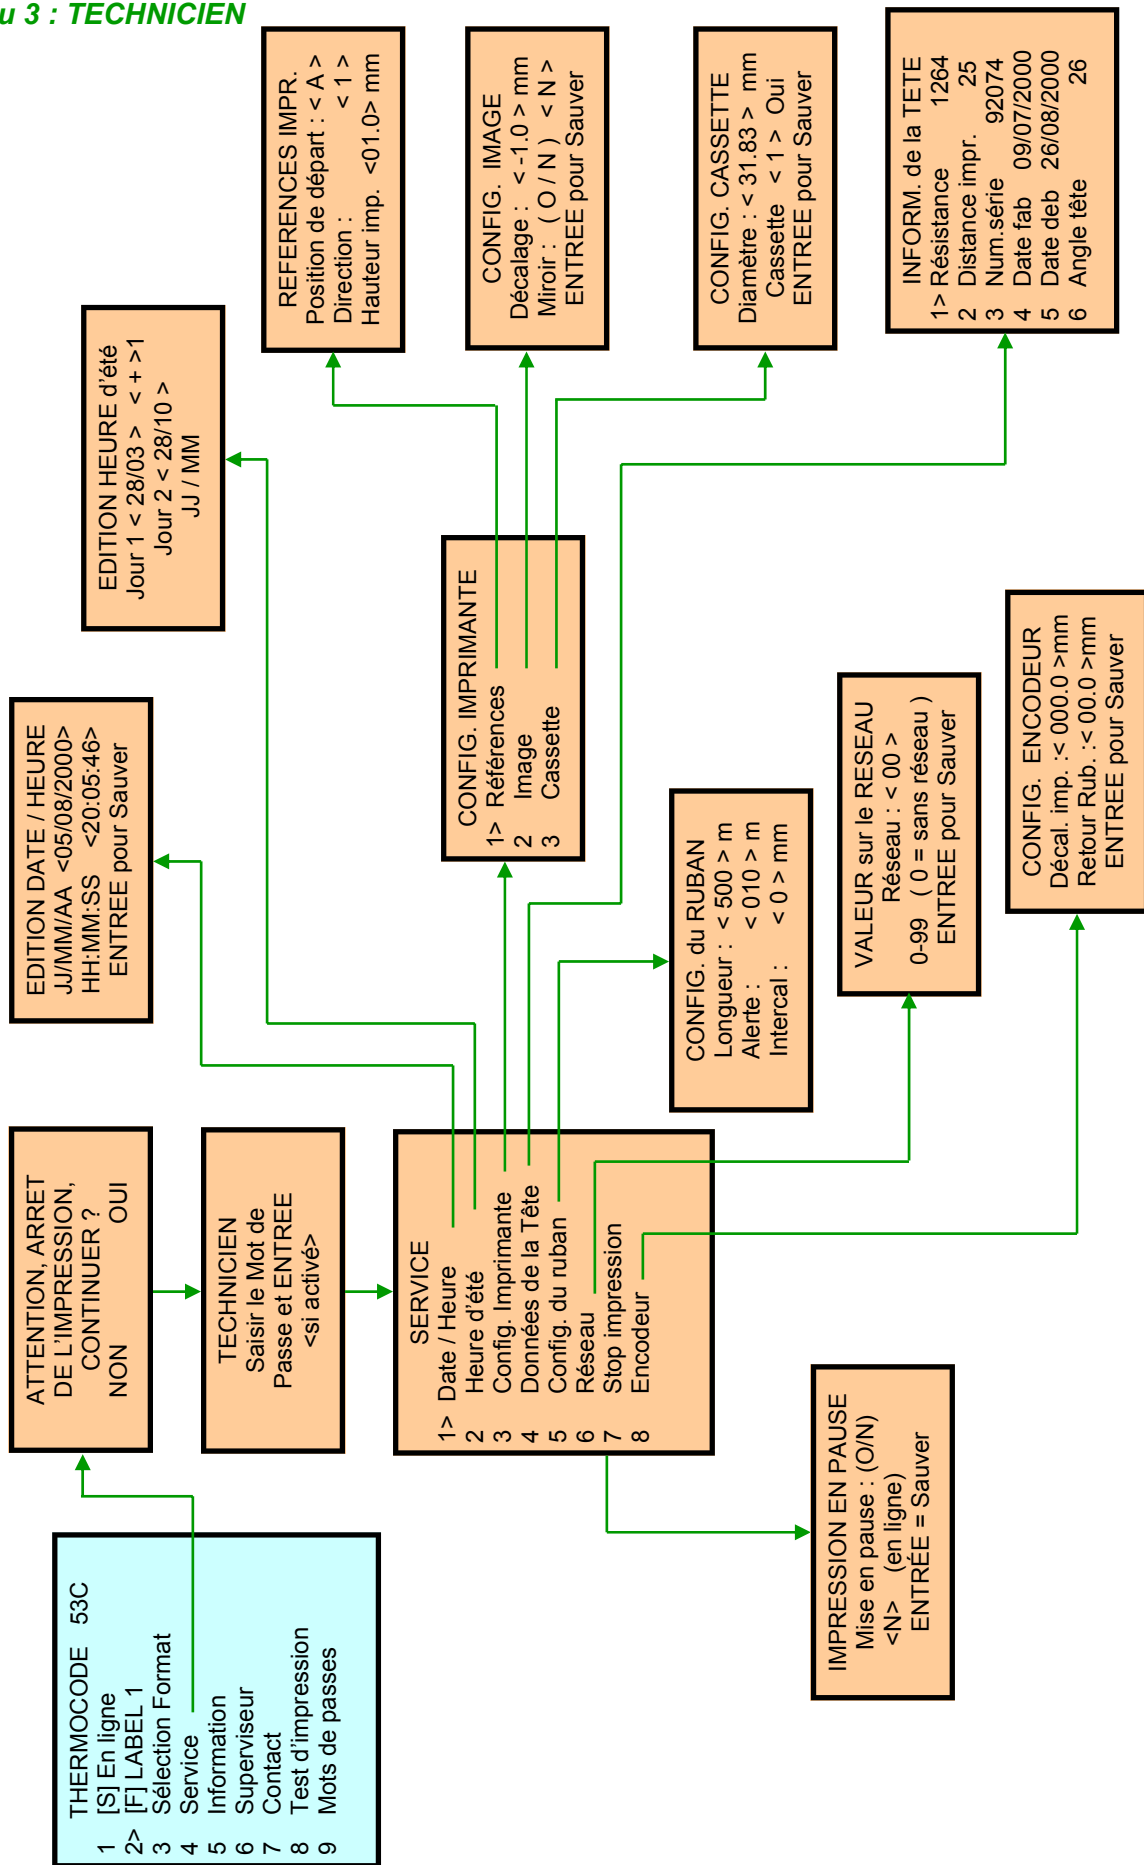 u 3 : TECHNICIEN
THERMOCODE 53C
1 [S] En ligne
2> [F] LABEL 1
3 Sélection Format
4 Service
5 Information
6 Superviseur
7 Contact
8 Test d'impression
9 Mots de passes
ATTENTION, ARRET
DE L'IMPRESSION,
CONTINUER ?
NON OUI
TECHNICIEN
Saisir le Mot de
Passe et ENTREE
<si activé>
SERVICE
1> Date / Heure
2 Heure d'été
3 Config. Imprimante
4 Données de la Tête
5 Config. du ruban
6 Réseau
7 Stop impression
8 Encodeur
IMPRESSION EN PAUSE
Mise en pause : (O/N)
<N> (en ligne)
ENTRÉE = Sauver
EDITION DATE / HEURE
JJ/MM/AA <05/08/2000>
HH:MM:SS <20:05:46>
ENTREE pour Sauver
EDITION HEURE d'été
Jour 1 < 28/03 > < + >1
Jour 2 < 28/10 >
JJ / MM
CONFIG. IMPRIMANTE
1> Références
2 Image
3 Cassette
REFERENCES IMPR.
Position de départ : < A >
Direction : < 1 >
Hauteur imp. <01.0> mm
CONFIG. IMAGE
Décalage : < -1.0 > mm
Miroir : ( O / N ) < N >
ENTREE pour Sauver
CONFIG. CASSETTE
Diamètre : < 31.83 > mm
Cassette < 1 > Oui
ENTREE pour Sauver
INFORM. de la TETE
1> Résistance 1264
2 Distance impr. 25
3 Num.série 92074
4 Date fab 09/07/2000
5 Date deb 26/08/2000
6 Angle tête 26
CONFIG. du RUBAN
Longueur : < 500 > m
Alerte : < 010 > m
Intercal : < 0 > mm
VALEUR sur le RESEAU
Réseau : < 00 >
0-99 ( 0 = sans réseau )
ENTREE pour Sauver
CONFIG. ENCODEUR
Décal. imp. :< 000.0 >mm
Retour Rub. :< 00.0 >mm
ENTREE pour Sauver